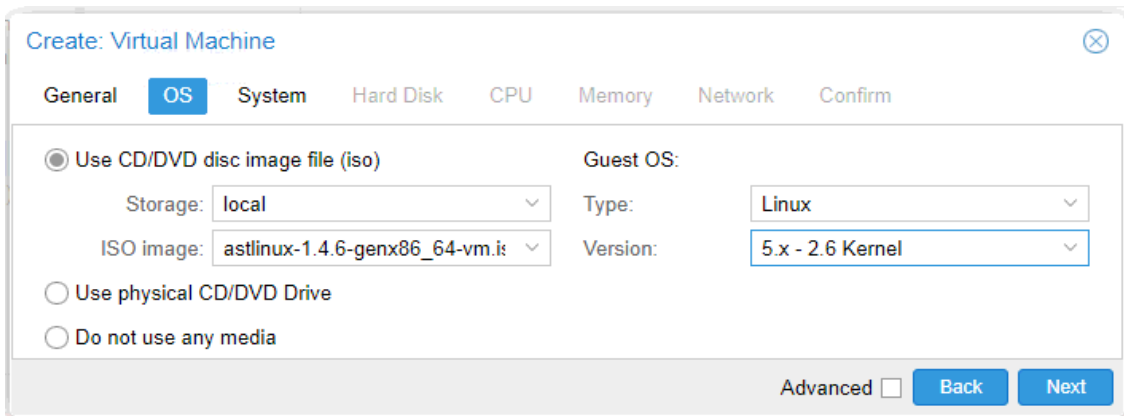 Create: Virtual Machine
General OS System Hard Disk CPU Memory Network Confirm
Use CD/DVD disc image file (iso) Guest OS:
Storage: local Type: Linux
ISO image: astlinux-1.4.6-genx86_64-vm.is Version: 5.x - 2.6 Kernel
Use physical CD/DVD Drive
Do not use any media
Advanced Back Next